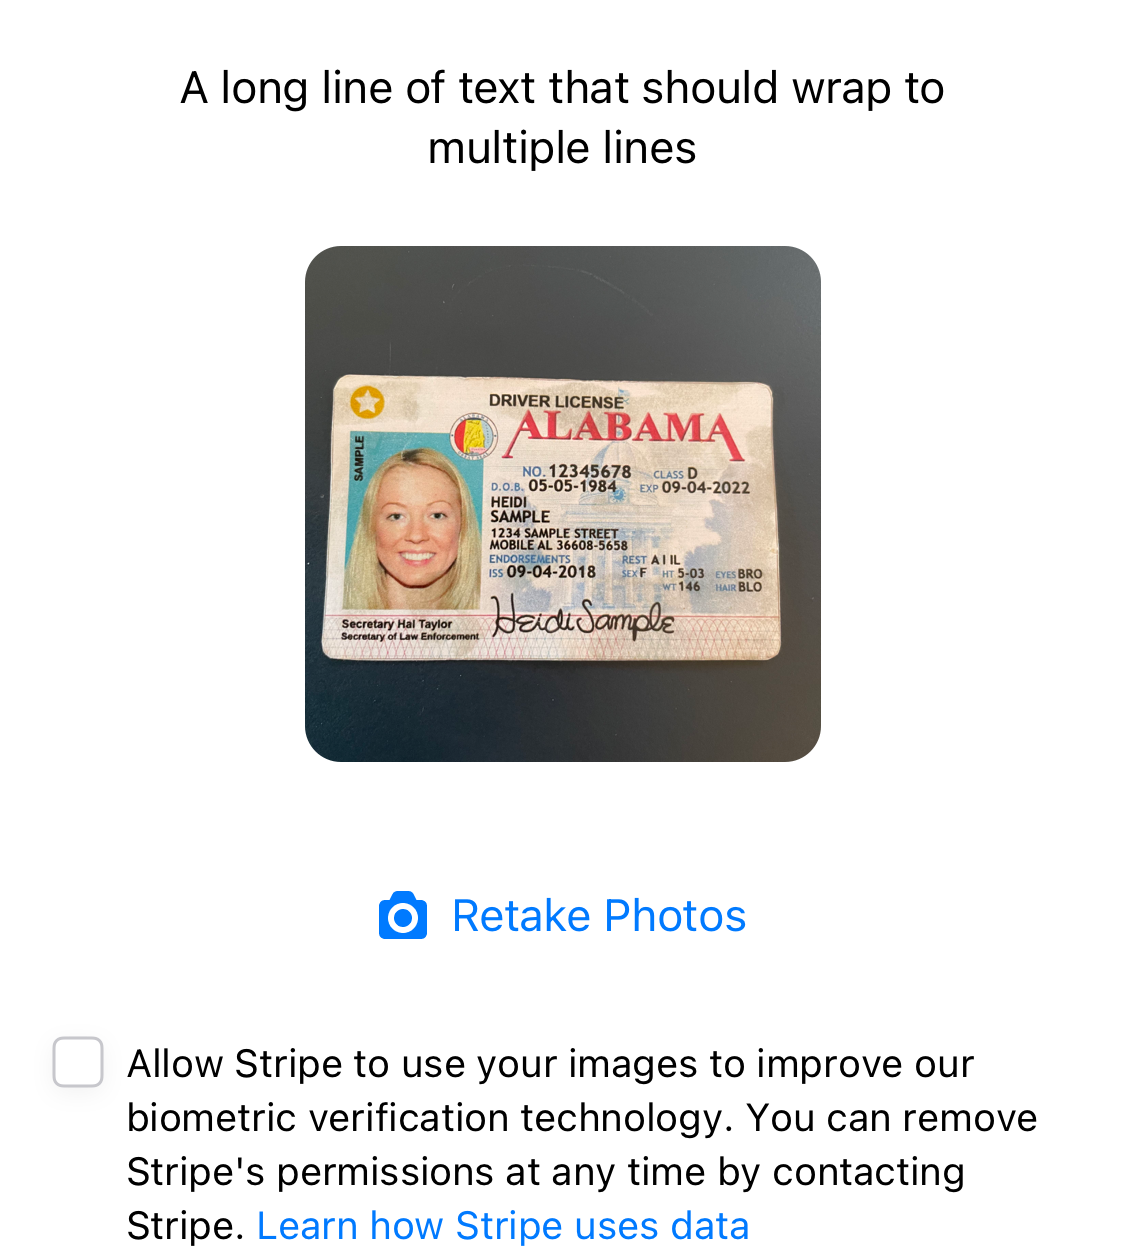 A long line of text that should wrap to
multiple lines
DRIVER LICENSE
ALABAMA
SAMPLE
NO. 12345678 CLASS D
D.O.B. 05-05-1984 EXP 09-04-2022
HEIDI
SAMPLE
1234 SAMPLE STREET
MOBILE AL 36608-5658
ENDORSEMENTS REST A I IL
ISS 09-04-2018 SEX F HT 5-03 EYES BRO
WT 146 HAIR BLO
Heidi Sample
Secretary Hal Taylor
Secretary of Law Enforcement
Retake Photos
Allow Stripe to use your images to improve our
biometric verification technology. You can remove
Stripe's permissions at any time by contacting
Stripe. Learn how Stripe uses data